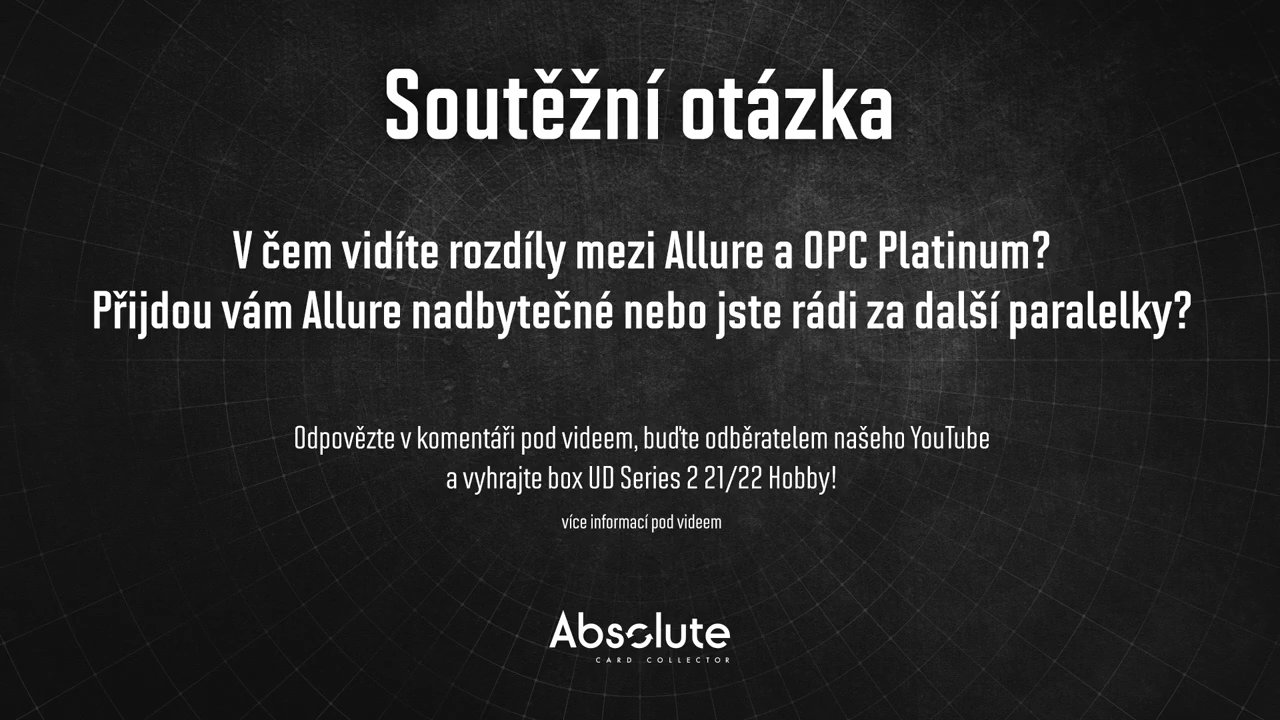 Soutěžní otázka
V čem vidíte rozdíly mezi Allure a OPC Platinum?
Přijdou vám Allure nadbytečné nebo jste rádi za další paralelky?
Odpovězte v komentáři pod videem, buďte odběratelem našeho YouTube
a vyhrajte box UD Series 2 21/22 Hobby!
více informací pod videem
Absolute
CARD COLLECTOR